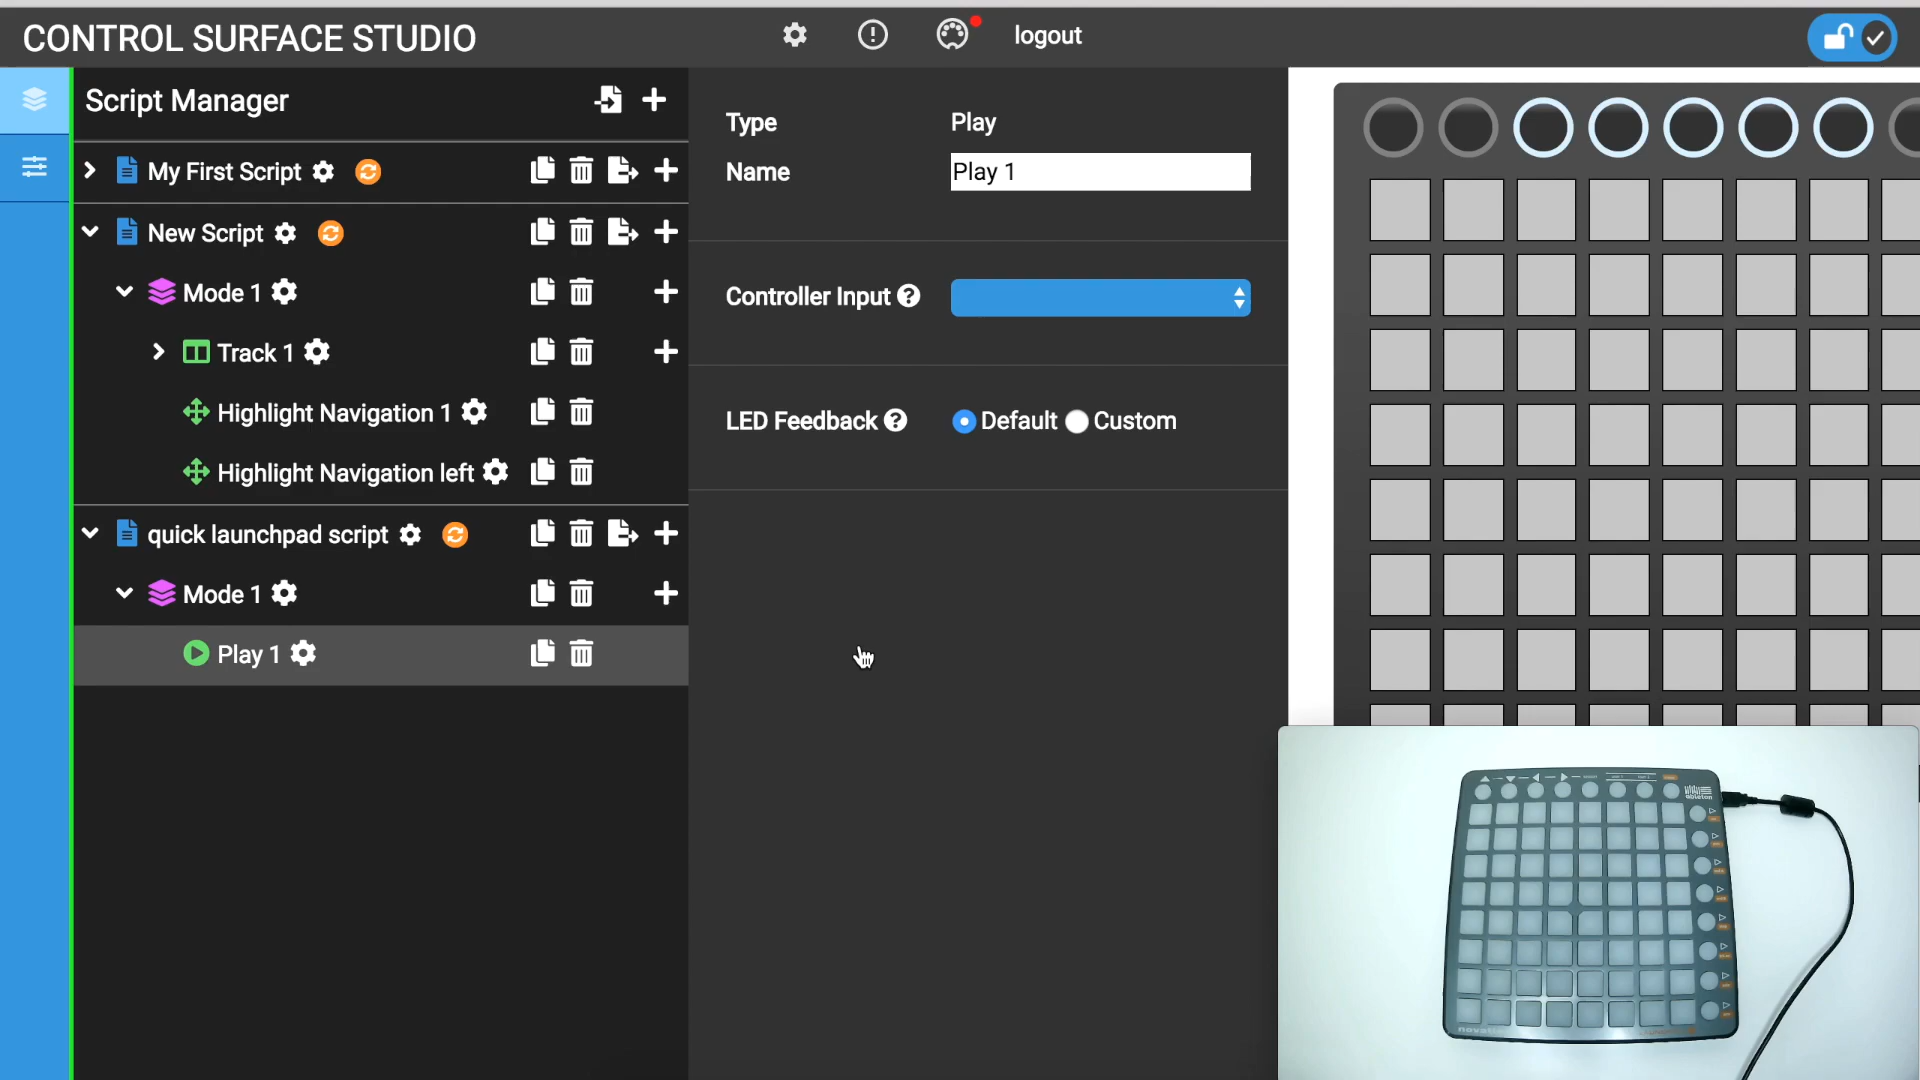 CONTROL SURFACE STUDIO
logout
Script Manager
My First Script
New Script
Mode 1
Track 1
Highlight Navigation 1
Highlight Navigation left
quick launchpad script
Mode 1
Play 1
Type Play
Name Play 1
Controller Input
LED Feedback Default Custom
ableton